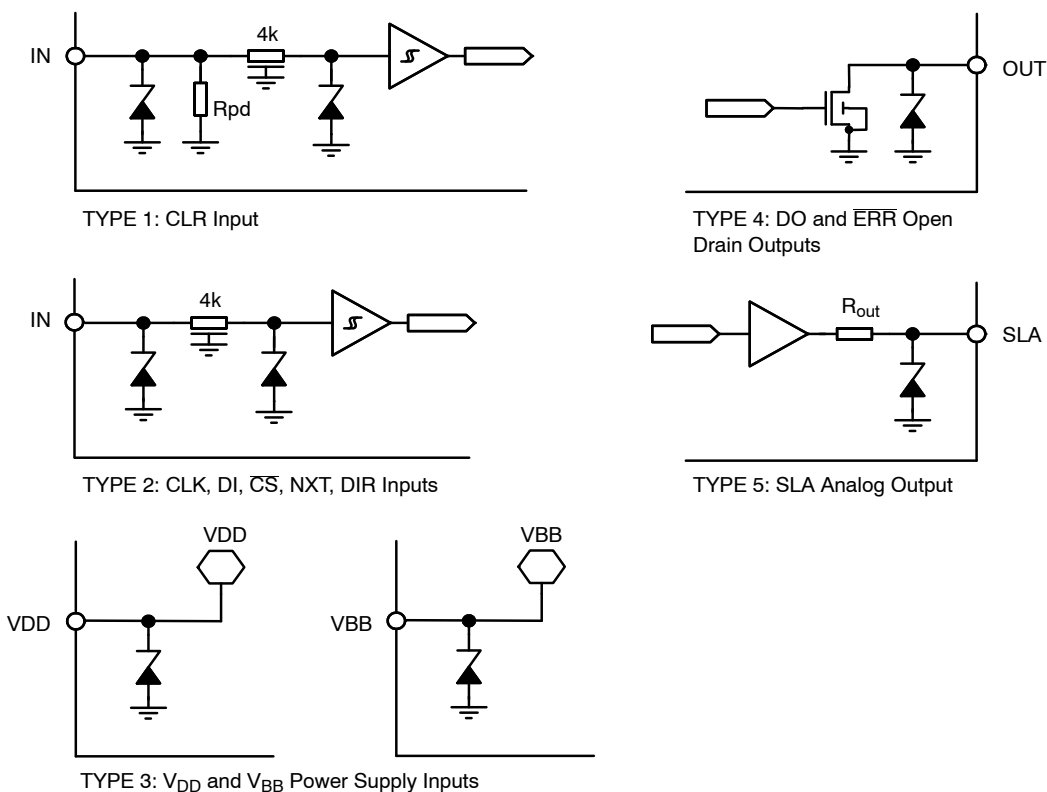 IN
4k
Rpd
TYPE 1: CLR Input
OUT
TYPE 4: DO and E̅R̅R̅ Open
Drain Outputs
IN
4k
TYPE 2: CLK, DI, C̅S̅, NXT, DIR Inputs
Rout
SLA
TYPE 5: SLA Analog Output
VDD
VDD
VBB
VBB
TYPE 3: VDD and VBB Power Supply Inputs